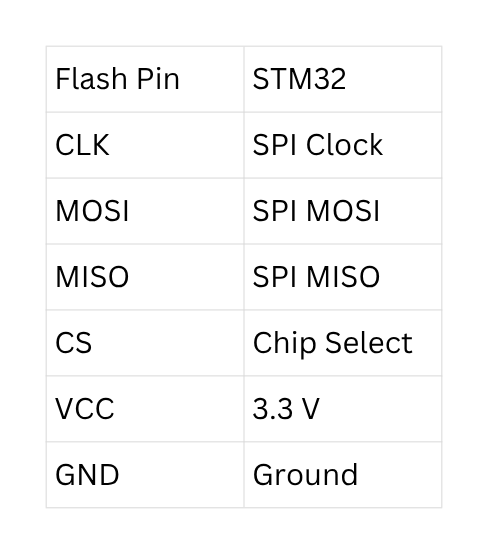 Flash Pin STM32
CLK SPI Clock
MOSI SPI MOSI
MISO SPI MISO
CS Chip Select
VCC 3.3 V
GND Ground